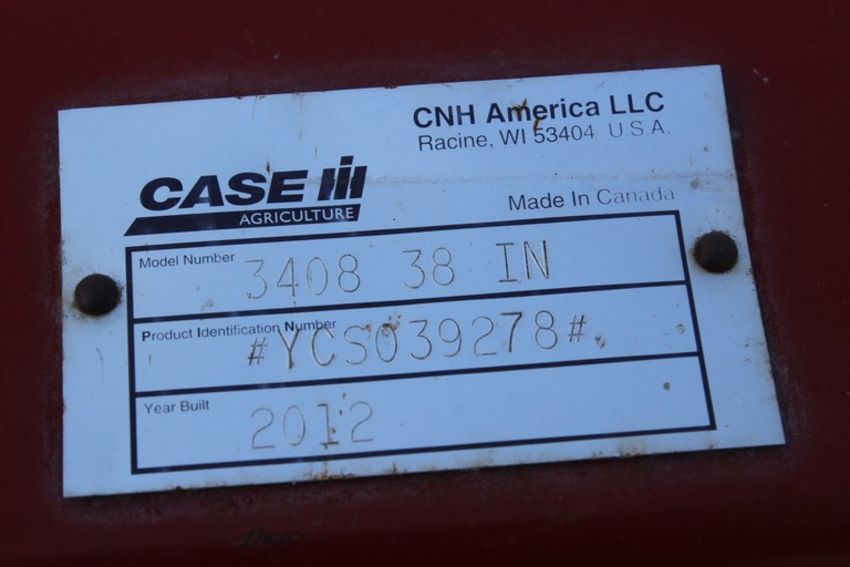 CNH America LLC
Racine, WI 53404 U.S.A.
CASE IH
AGRICULTURE
Made In Canada
Model Number 3408 38 IN
Product Identification Number #YCS039278#
Year Built 2012